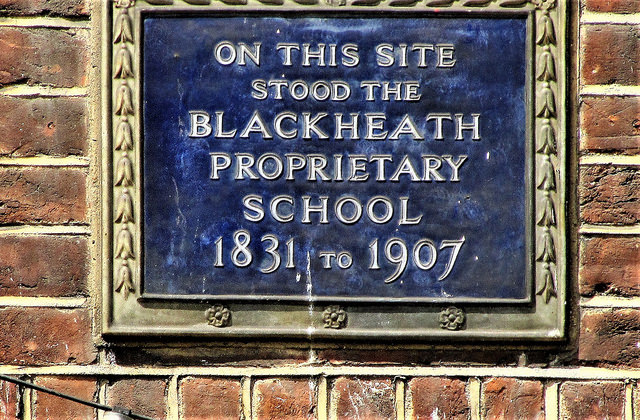 ON THIS SITE
STOOD THE
BLACKHEATH
PROPRIETARY
SCHOOL
1831 TO 1907